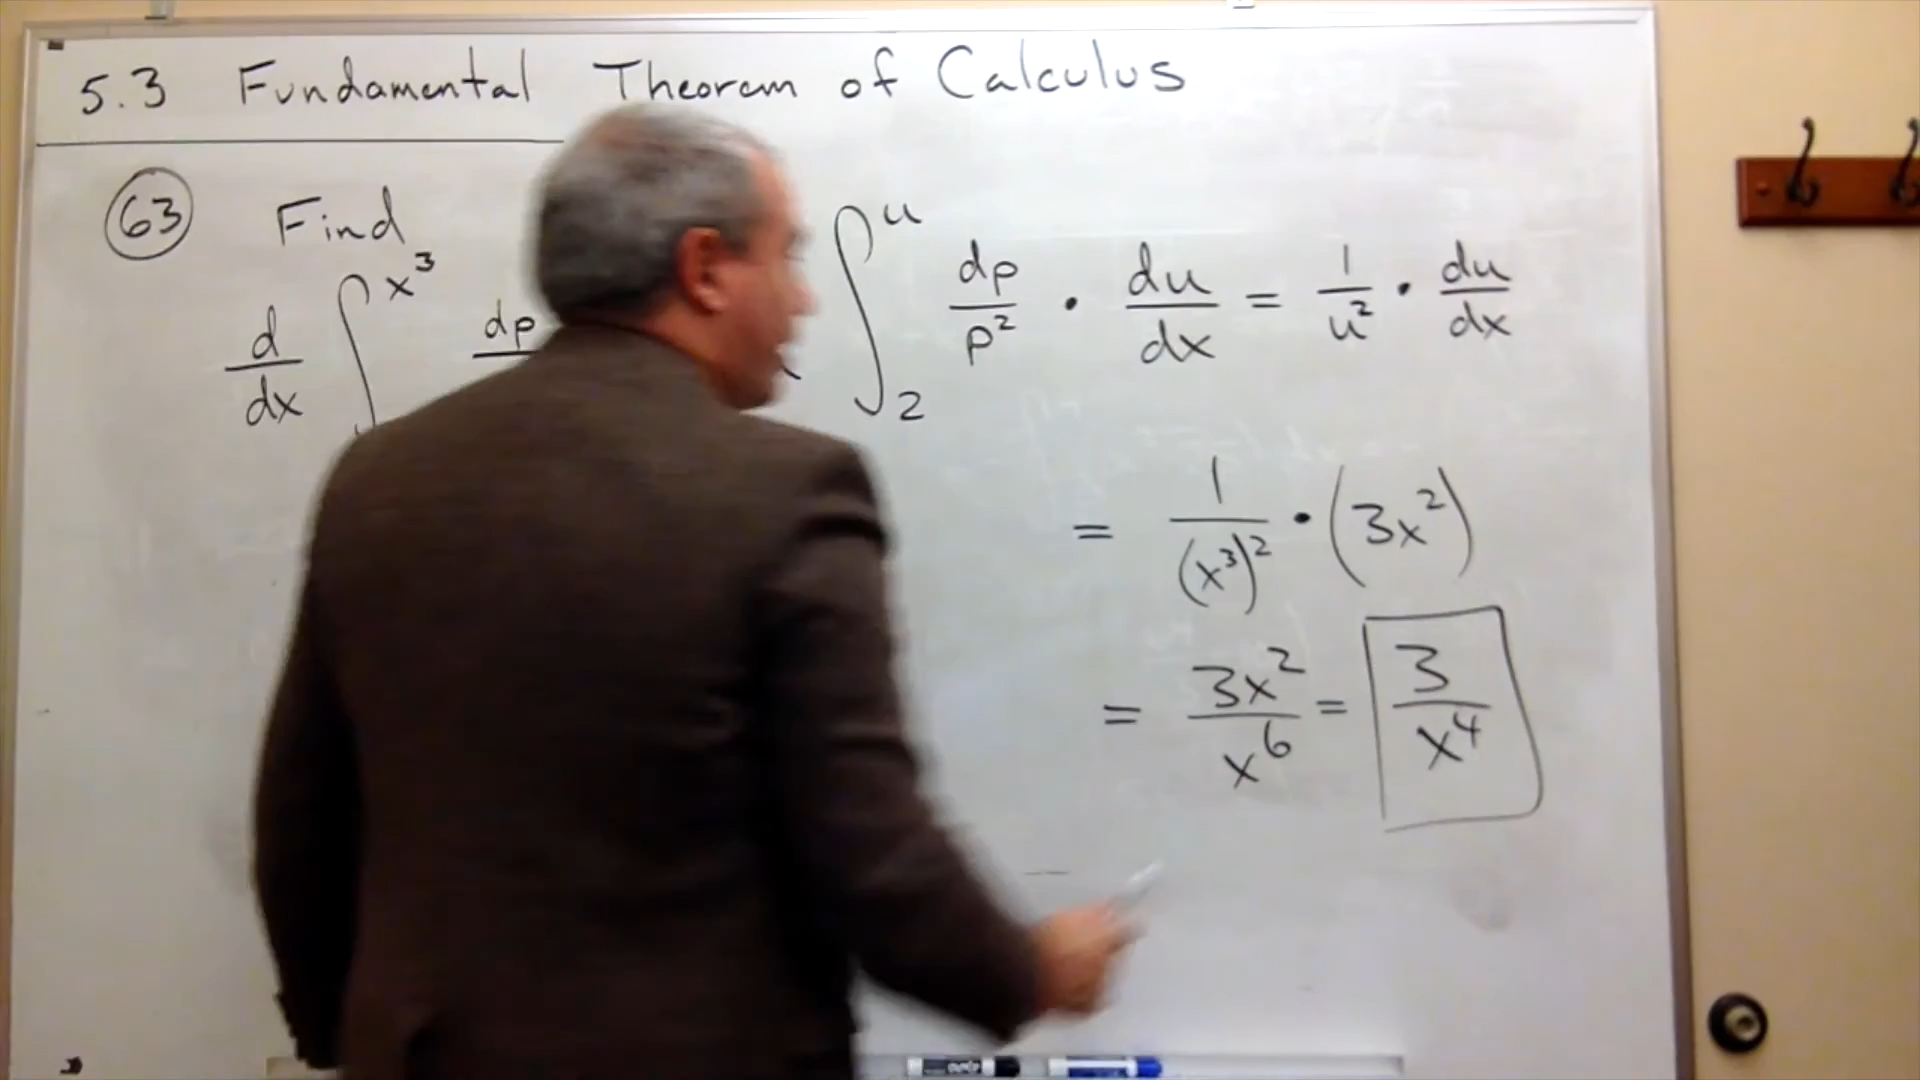 5.3 Fundamental Theorem of Calculus
63 Find
d/dx ∫ x³ dp
∫₂ᵘ dp/p² · du/dx = 1/u² · du/dx
= 1/(x³)² · (3x²)
= 3x²/x⁶ = 3/x⁴